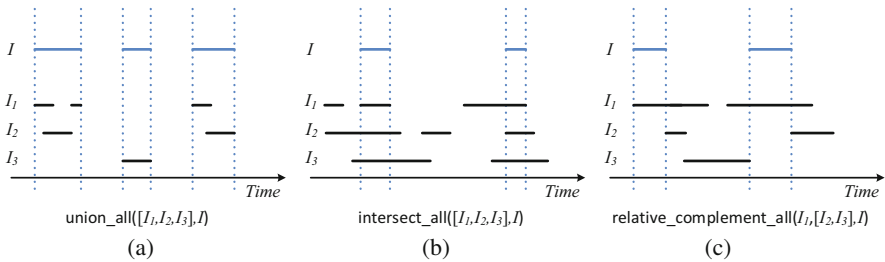 I
I₁
I₂
I₃
Time
union_all([I₁,I₂,I₃],I)
(a)
I
I₁
I₂
I₃
Time
intersect_all([I₁,I₂,I₃],I)
(b)
I
I₁
I₂
I₃
Time
relative_complement_all(I₁,[I₂,I₃],I)
(c)